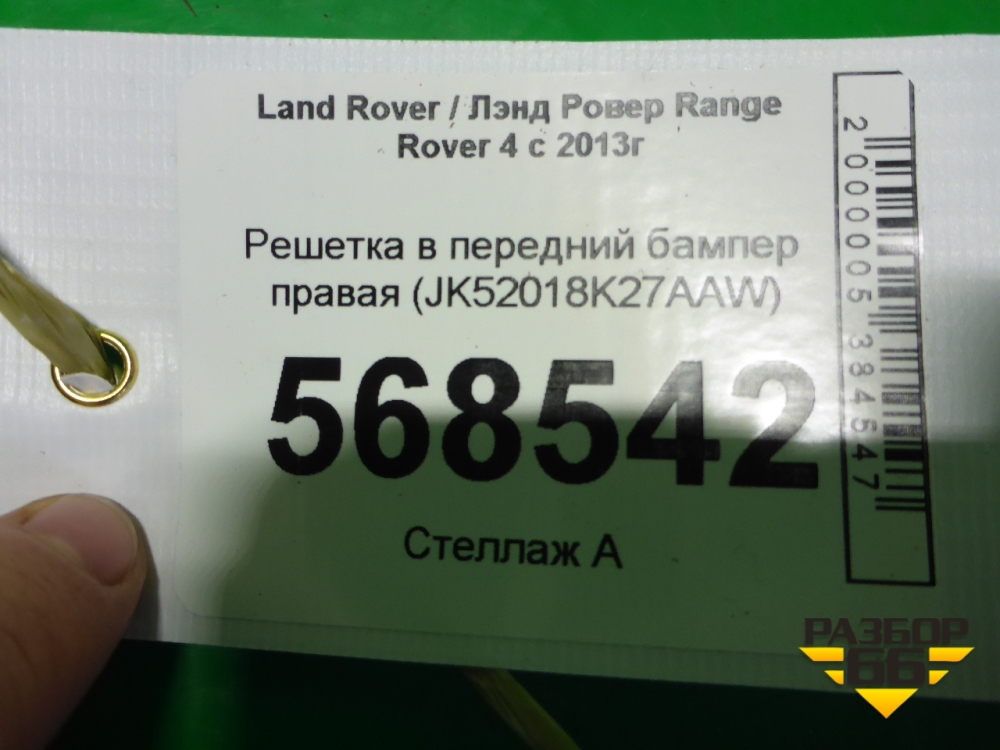 Land Rover / Лэнд Ровер Range
Rover 4 с 2013г
Решетка в передний бампер
правая (JK52018K27AAW)
568542
Стеллаж А
2000005384547
РАЗБОР
66